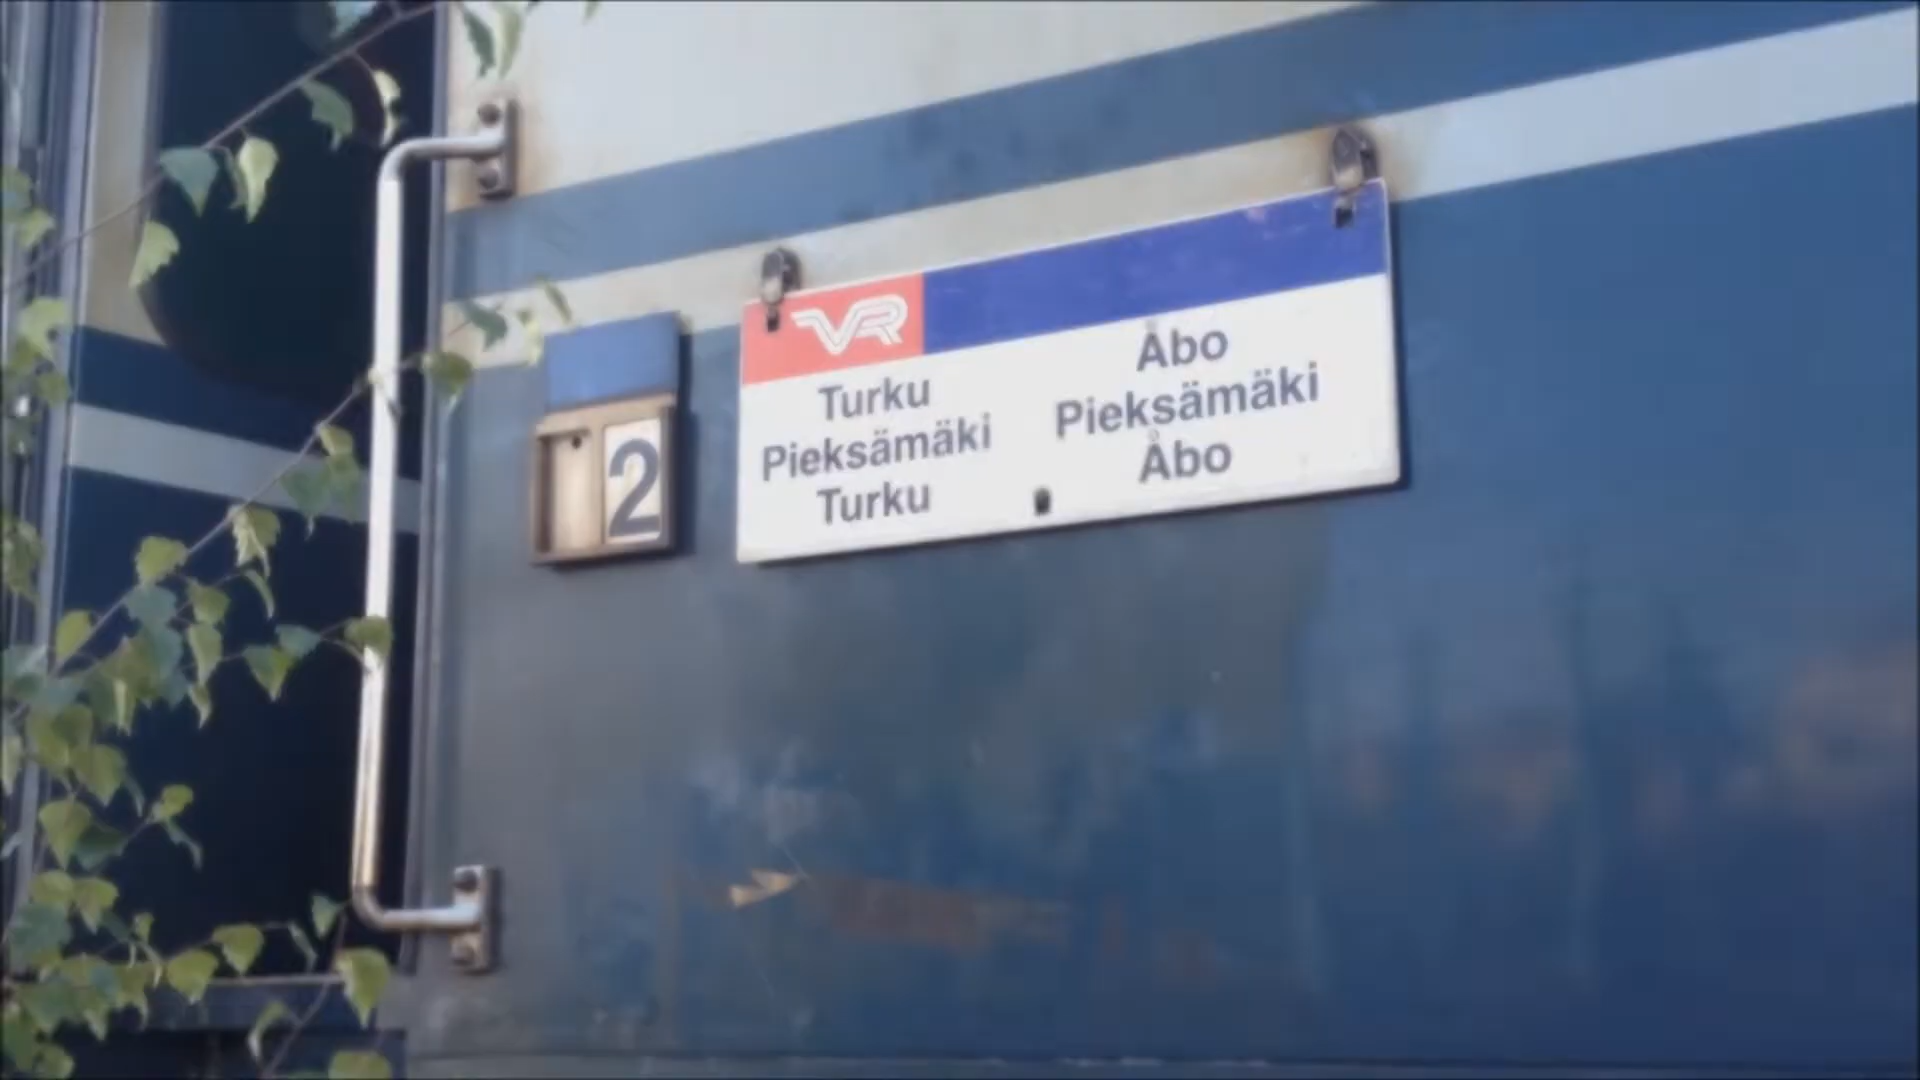 VR
2
Turku
Pieksämäki
Turku
Åbo
Pieksämäki
Åbo